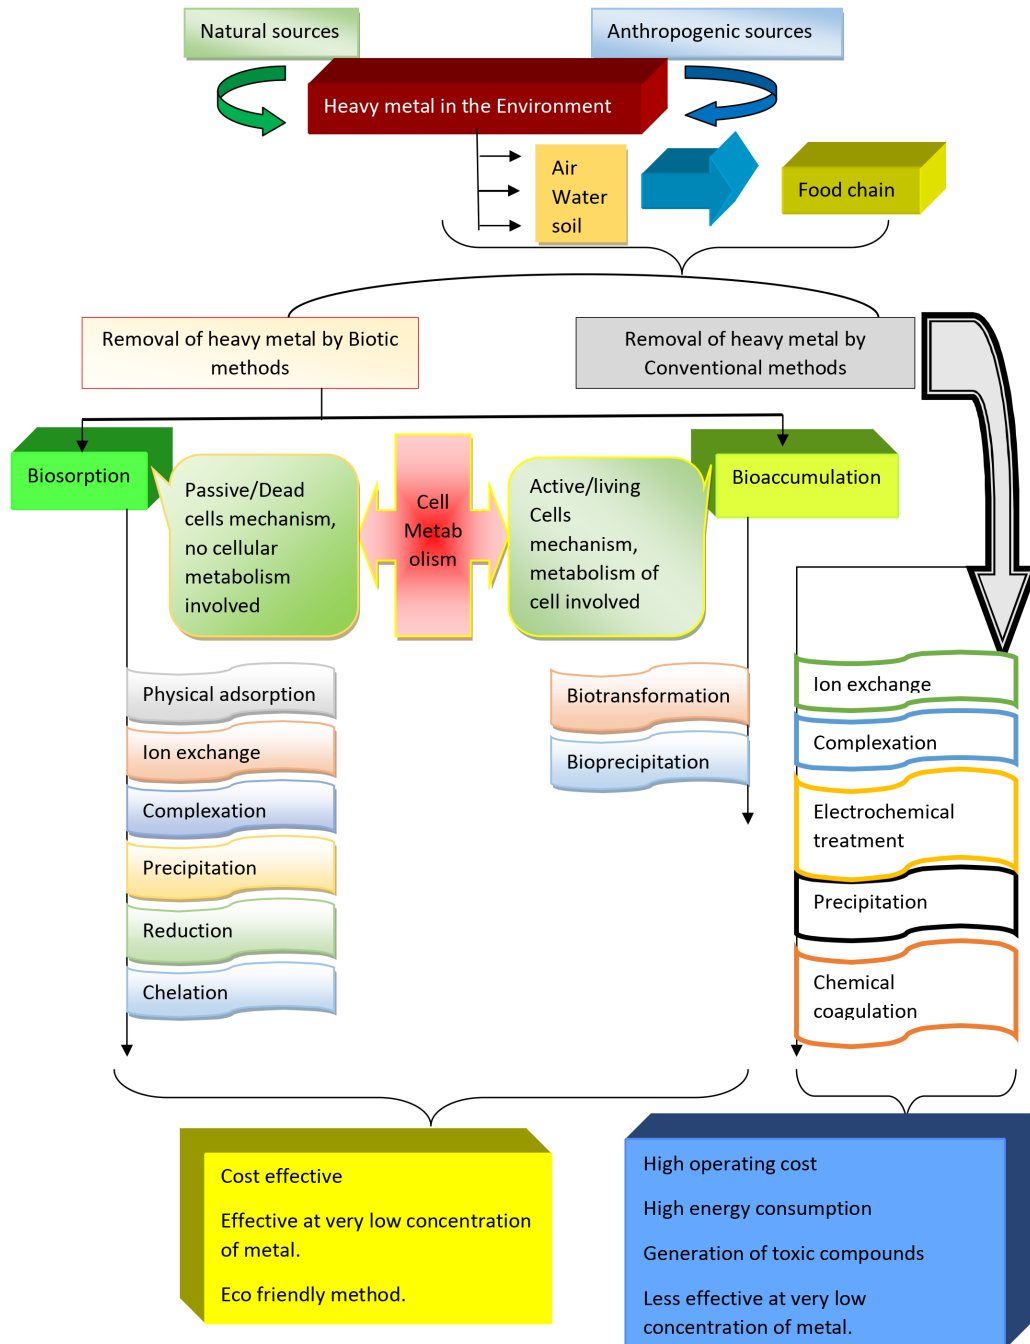 Natural sources
Anthropogenic sources
Heavy metal in the Environment
Air
Water
soil
Food chain
Removal of heavy metal by Biotic
methods
Removal of heavy metal by
Conventional methods
Biosorption
Passive/Dead
cells mechanism,
no cellular
metabolism
involved
Cell
Metab
olism
Active/living
Cells
mechanism,
metabolism of
cell involved
Bioaccumulation
Physical adsorption
Ion exchange
Complexation
Precipitation
Reduction
Chelation
Biotransformation
Bioprecipitation
Ion exchange
Complexation
Electrochemical
treatment
Precipitation
Chemical
coagulation
Cost effective
Effective at very low concentration
of metal.
Eco friendly method.
High operating cost
High energy consumption
Generation of toxic compounds
Less effective at very low
concentration of metal.